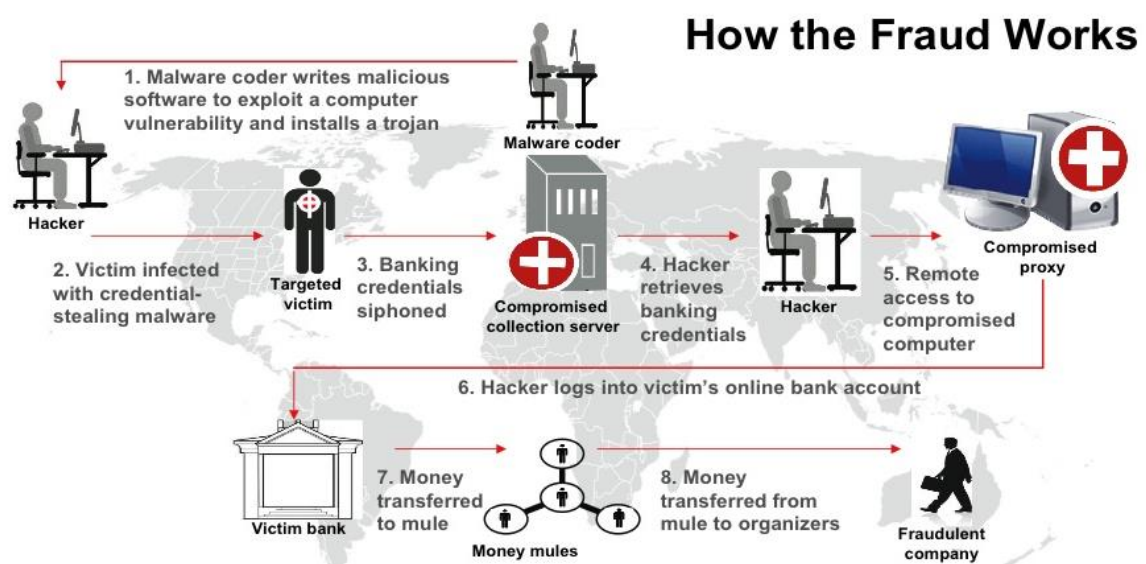 How the Fraud Works
1. Malware coder writes malicious
software to exploit a computer
vulnerability and installs a trojan
Malware coder
Hacker
2. Victim infected
with credential-
stealing malware
Targeted
victim
3. Banking
credentials
siphoned
Compromised
collection server
4. Hacker
retrieves
banking
credentials
Hacker
5. Remote
access to
compromised
computer
Compromised
proxy
6. Hacker logs into victim's online bank account
Victim bank
7. Money
transferred
to mule
Money mules
8. Money
transferred from
mule to organizers
Fraudulent
company